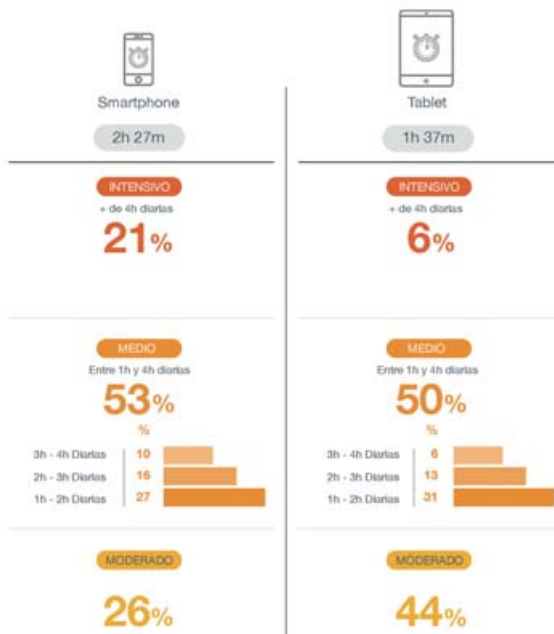 Smartphone
2h 27m
INTENSIVO
+ de 4h diarias
21%
MEDIO
Entre 1h y 4h diarias
53%
%
3h - 4h Diarias 10
2h - 3h Diarias 16
1h - 2h Diarias 27
MODERADO
26%
Tablet
1h 37m
INTENSIVO
+ de 4h diarias
6%
MEDIO
Entre 1h y 4h diarias
50%
%
3h - 4h Diarias 6
2h - 3h Diarias 13
1h - 2h Diarias 31
MODERADO
44%